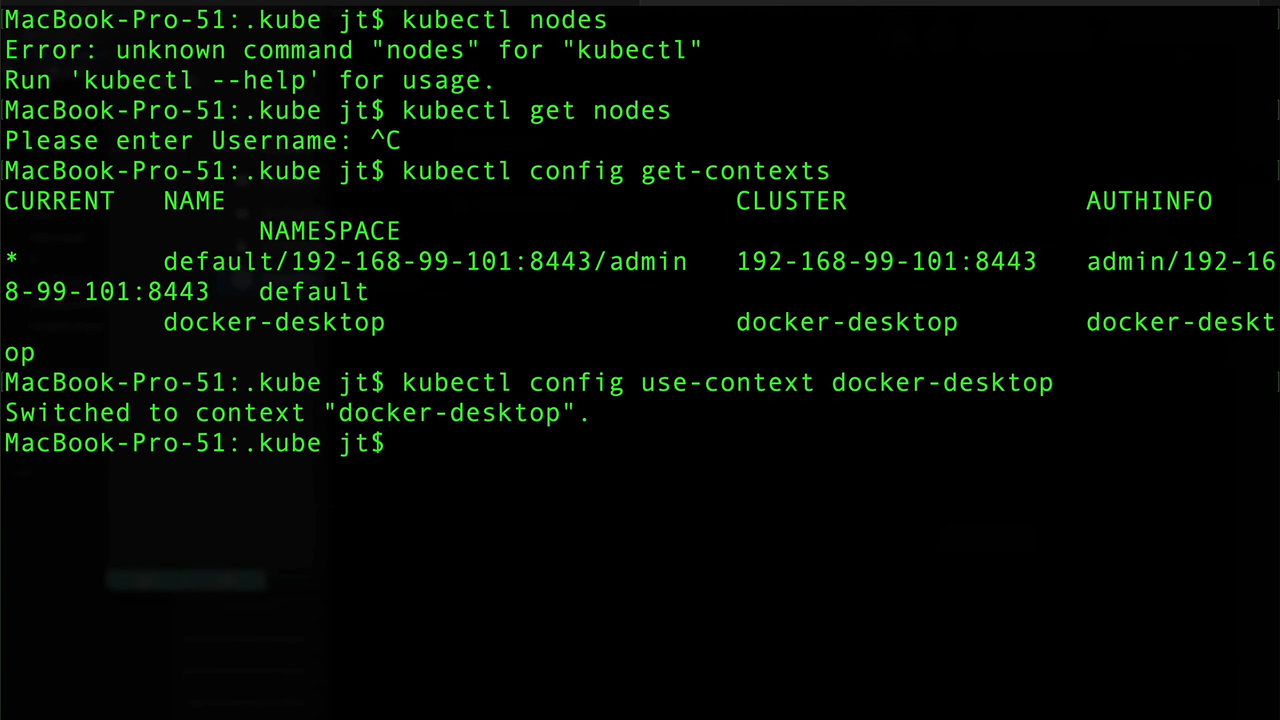 MacBook-Pro-51:.kube jt$ kubectl nodes
Error: unknown command "nodes" for "kubectl"
Run 'kubectl --help' for usage.
MacBook-Pro-51:.kube jt$ kubectl get nodes
Please enter Username: ^C
MacBook-Pro-51:.kube jt$ kubectl config get-contexts
CURRENT   NAME                                CLUSTER               AUTHINFO
                NAMESPACE
*         default/192-168-99-101:8443/admin   192-168-99-101:8443   admin/192-16
8-99-101:8443   default
          docker-desktop                      docker-desktop        docker-deskt
op
MacBook-Pro-51:.kube jt$ kubectl config use-context docker-desktop
Switched to context "docker-desktop".
MacBook-Pro-51:.kube jt$